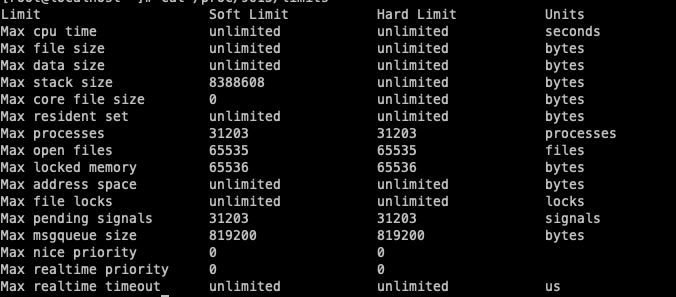 Limit Soft Limit Hard Limit Units
Max cpu time unlimited unlimited seconds
Max file size unlimited unlimited bytes
Max data size unlimited unlimited bytes
Max stack size 8388608 unlimited bytes
Max core file size 0 unlimited bytes
Max resident set unlimited unlimited bytes
Max processes 31203 31203 processes
Max open files 65535 65535 files
Max locked memory 65536 65536 bytes
Max address space unlimited unlimited bytes
Max file locks unlimited unlimited locks
Max pending signals 31203 31203 signals
Max msgqueue size 819200 819200 bytes
Max nice priority 0 0
Max realtime priority 0 0
Max realtime timeout unlimited unlimited us